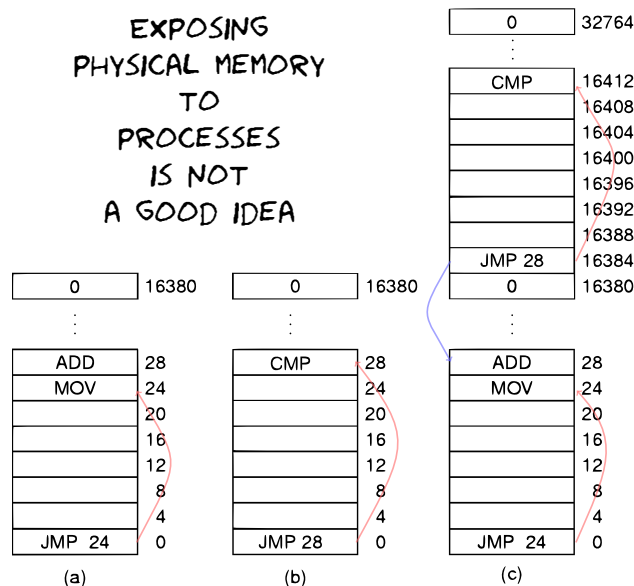 EXPOSING
PHYSICAL MEMORY
TO
PROCESSES
IS NOT
A GOOD IDEA
0 16380
⋮
ADD 28
MOV 24
20
16
12
8
4
JMP 24 0
(a)
0 16380
⋮
CMP 28
24
20
16
12
8
4
JMP 28 0
(b)
0 32764
⋮
CMP 16412
16408
16404
16400
16396
16392
16388
JMP 28 16384
0 16380
⋮
ADD 28
MOV 24
20
16
12
8
4
JMP 24 0
(c)